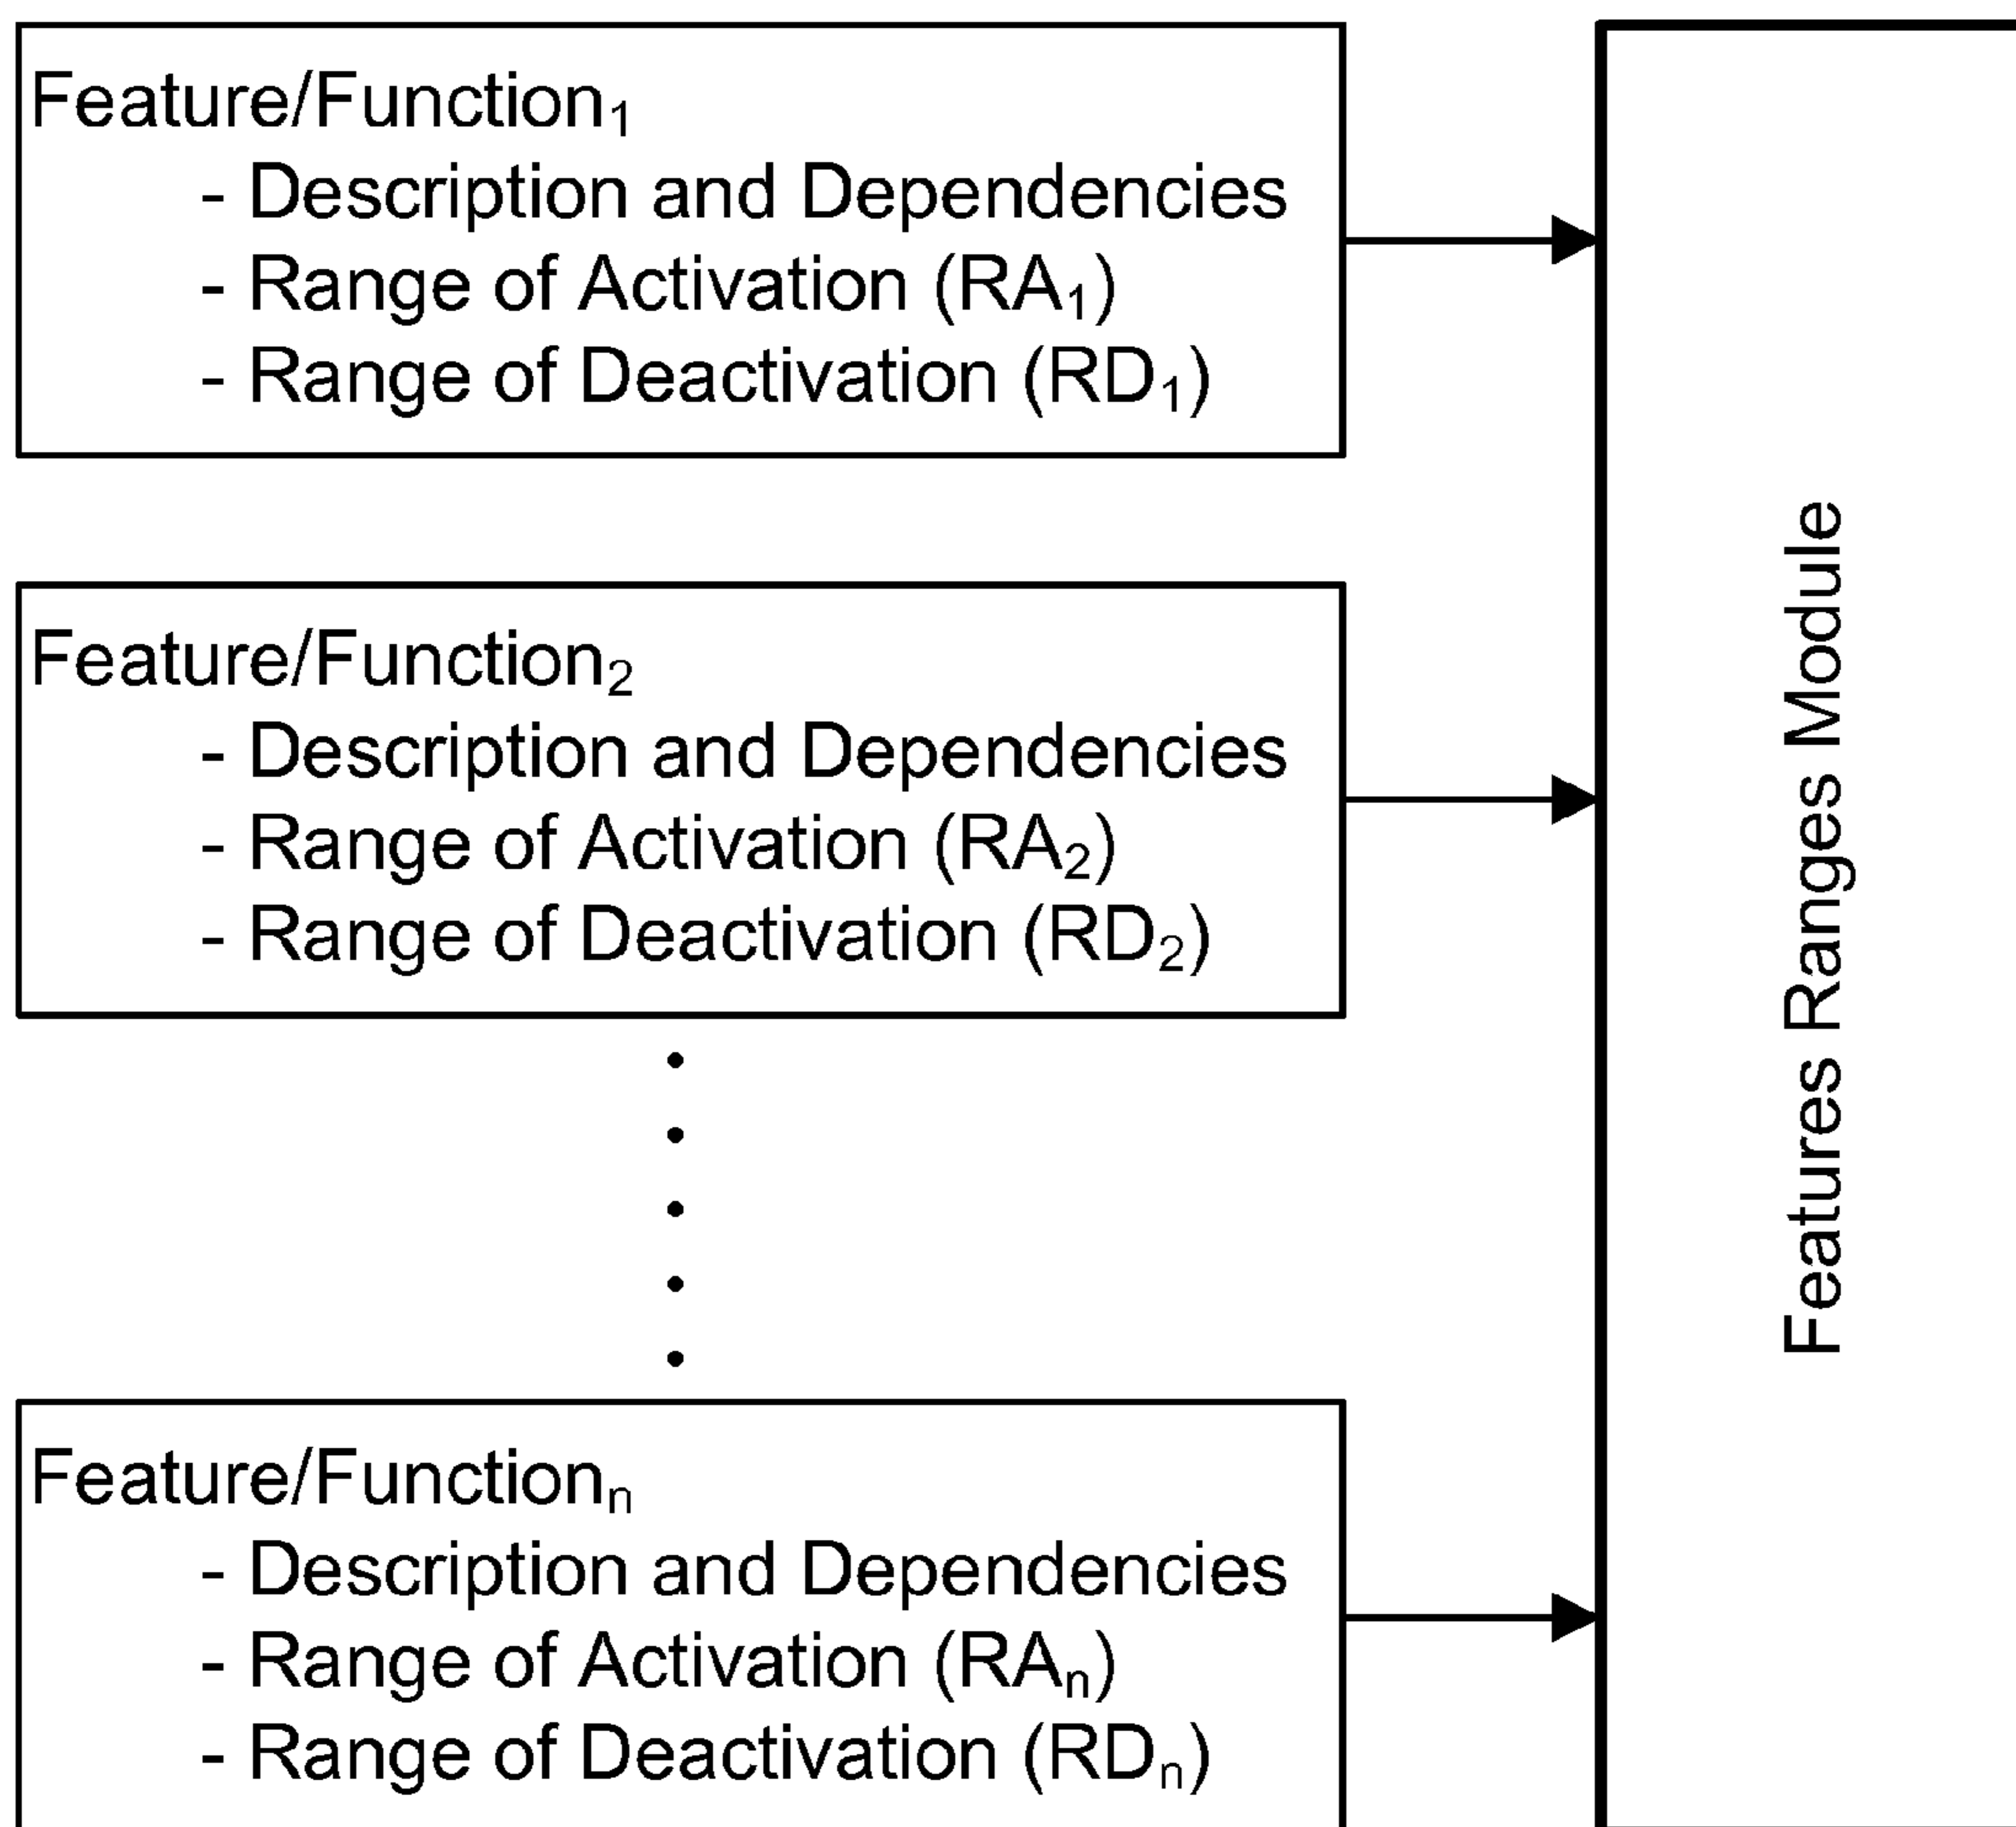 Feature/Function₁
- Description and Dependencies
- Range of Activation (RA₁)
- Range of Deactivation (RD₁)
Feature/Function₂
- Description and Dependencies
- Range of Activation (RA₂)
- Range of Deactivation (RD₂)
Feature/Functionₙ
- Description and Dependencies
- Range of Activation (RAₙ)
- Range of Deactivation (RDₙ)
Features Ranges Module